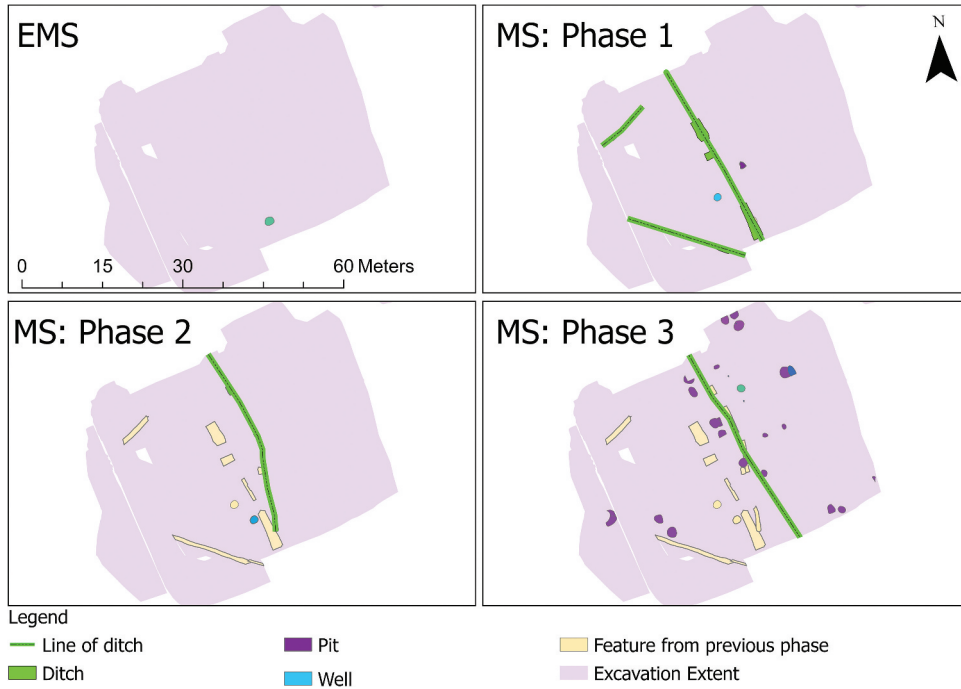 EMS
MS: Phase 1
N
0 15 30 60 Meters
MS: Phase 2
MS: Phase 3
Legend
Line of ditch
Pit
Feature from previous phase
Ditch
Well
Excavation Extent